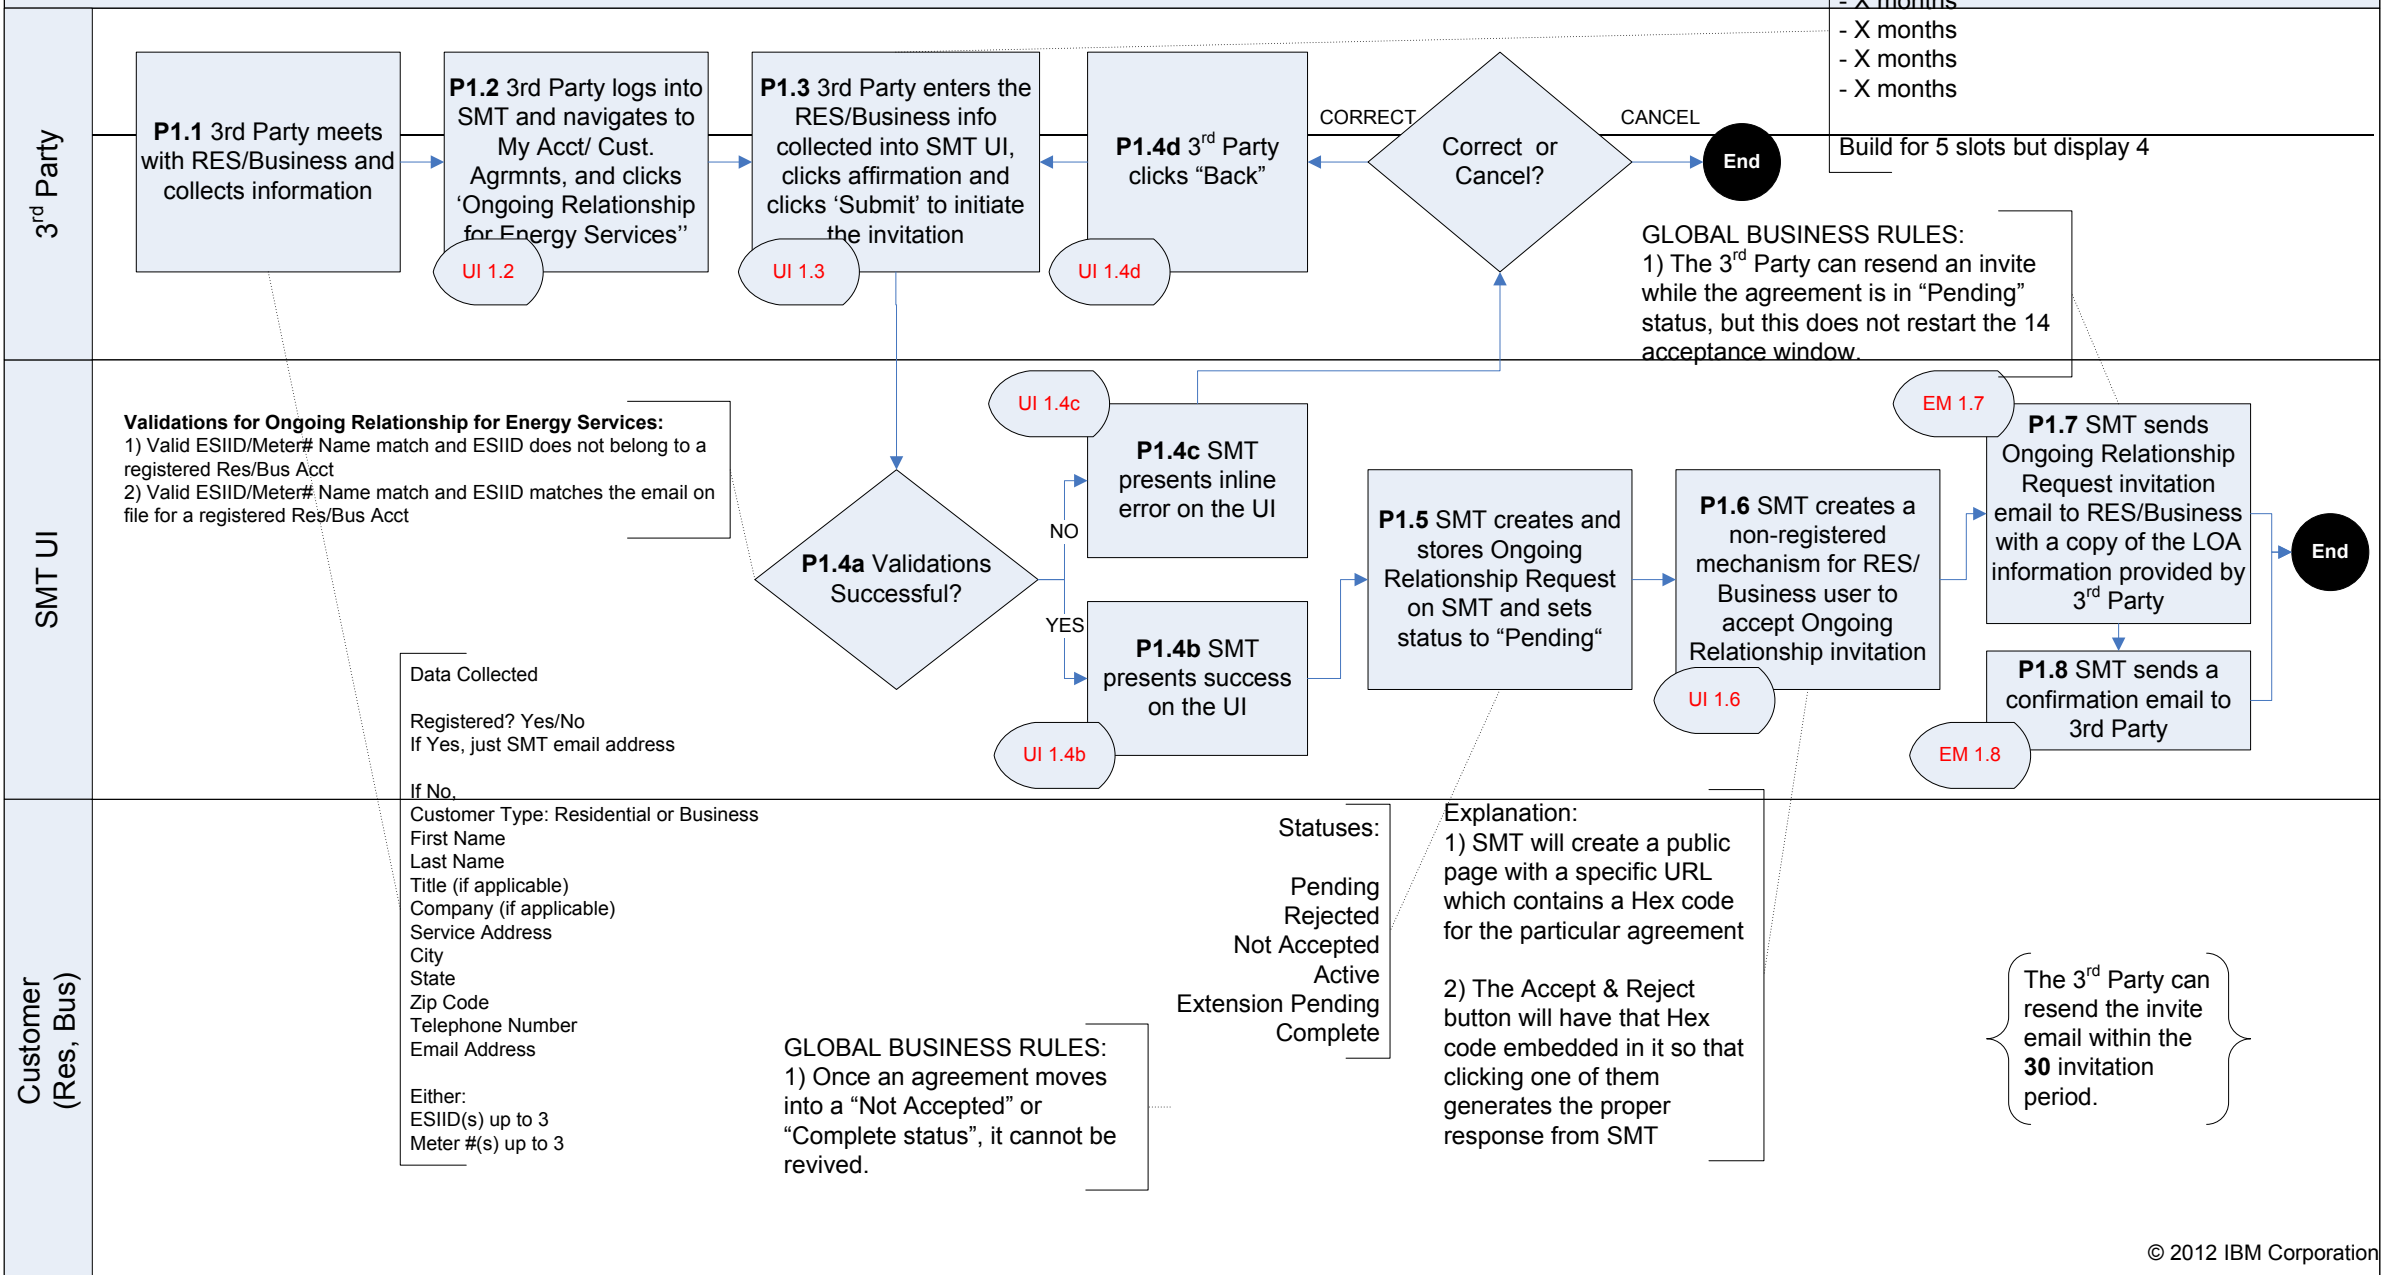 - X months
- X months
- X months
- X months
Build for 5 slots but display 4
3rd Party
P1.1 3rd Party meets
with RES/Business and
collects information
P1.2 3rd Party logs into
SMT and navigates to
My Acct/ Cust.
Agrmnts, and clicks
‘Ongoing Relationship
for Energy Services’’
UI 1.2
P1.3 3rd Party enters the
RES/Business info
collected into SMT UI,
clicks affirmation and
clicks ‘Submit’ to initiate
the invitation
UI 1.3
P1.4d 3rd Party
clicks “Back”
UI 1.4d
CORRECT
Correct or
Cancel?
CANCEL
End
GLOBAL BUSINESS RULES:
1) The 3rd Party can resend an invite
while the agreement is in “Pending”
status, but this does not restart the 14
acceptance window.
SMT UI
Validations for Ongoing Relationship for Energy Services:
1) Valid ESIID/Meter# Name match and ESIID does not belong to a
registered Res/Bus Acct
2) Valid ESIID/Meter# Name match and ESIID matches the email on
file for a registered Res/Bus Acct
P1.4a Validations
Successful?
NO
YES
UI 1.4c
P1.4c SMT
presents inline
error on the UI
P1.4b SMT
presents success
on the UI
UI 1.4b
P1.5 SMT creates and
stores Ongoing
Relationship Request
on SMT and sets
status to “Pending“
P1.6 SMT creates a
non-registered
mechanism for RES/
Business user to
accept Ongoing
Relationship invitation
UI 1.6
EM 1.7
P1.7 SMT sends
Ongoing Relationship
Request invitation
email to RES/Business
with a copy of the LOA
information provided by
3rd Party
P1.8 SMT sends a
confirmation email to
3rd Party
EM 1.8
End
Customer
(Res, Bus)
Data Collected
Registered? Yes/No
If Yes, just SMT email address
If No,
Customer Type: Residential or Business
First Name
Last Name
Title (if applicable)
Company (if applicable)
Service Address
City
State
Zip Code
Telephone Number
Email Address
Either:
ESIID(s) up to 3
Meter #(s) up to 3
GLOBAL BUSINESS RULES:
1) Once an agreement moves
into a “Not Accepted” or
“Complete status”, it cannot be
revived.
Statuses:
Pending
Rejected
Not Accepted
Active
Extension Pending
Complete
Explanation:
1) SMT will create a public
page with a specific URL
which contains a Hex code
for the particular agreement
2) The Accept & Reject
button will have that Hex
code embedded in it so that
clicking one of them
generates the proper
response from SMT
The 3rd Party can
resend the invite
email within the
30 invitation
period.
© 2012 IBM Corporation